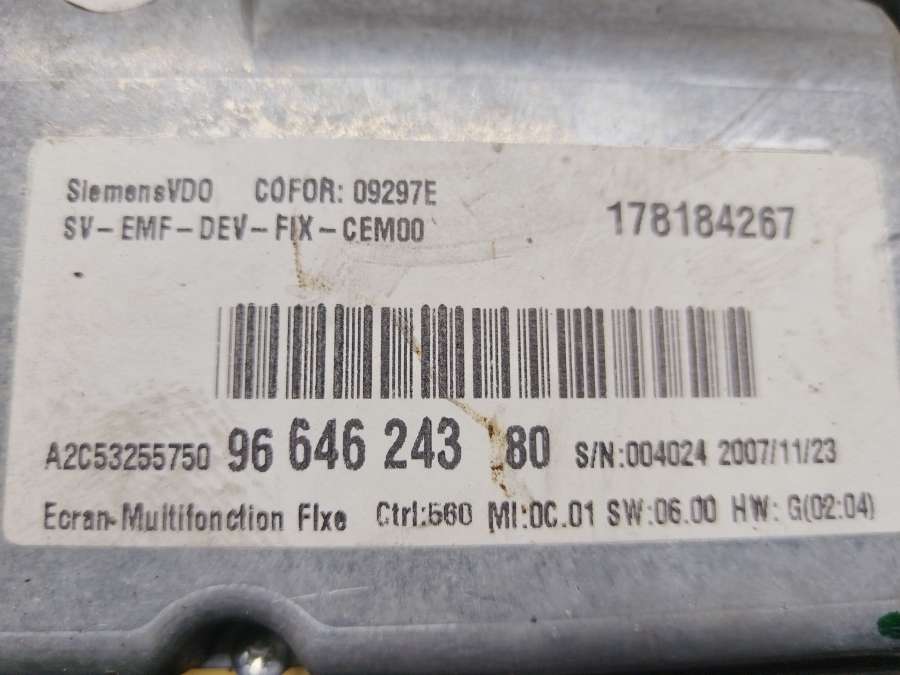 SiemensVDO COFOR: 09297E
SV-EMF-DEV-FIX-CEM00
178184267
A2C53255750 96 646 243 80 S/N:004024 2007/11/23
Ecran-Multifonction Fixe Ctrl:560 MI:0C.01 SW:06.00 HW: G(02:04)